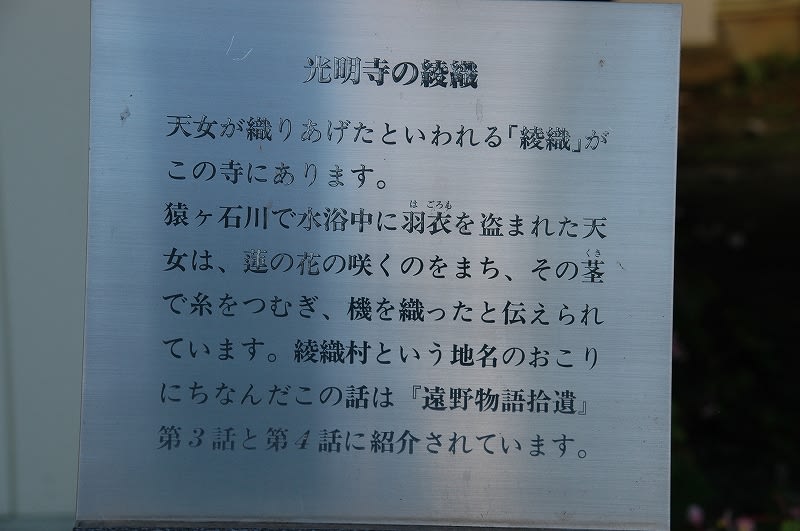 光明寺の綾織
天女が織りあげたといわれる「綾織」が
この寺にあります。
猿ヶ石川で水浴中に羽衣を盗まれた天
女は、蓮の花の咲くのをまち、その茎
で糸をつむぎ、機を織ったと伝えられ
ています。綾織村という地名のおこり
にちなんだこの話は『遠野物語拾遺』
第3話と第4話に紹介されています。